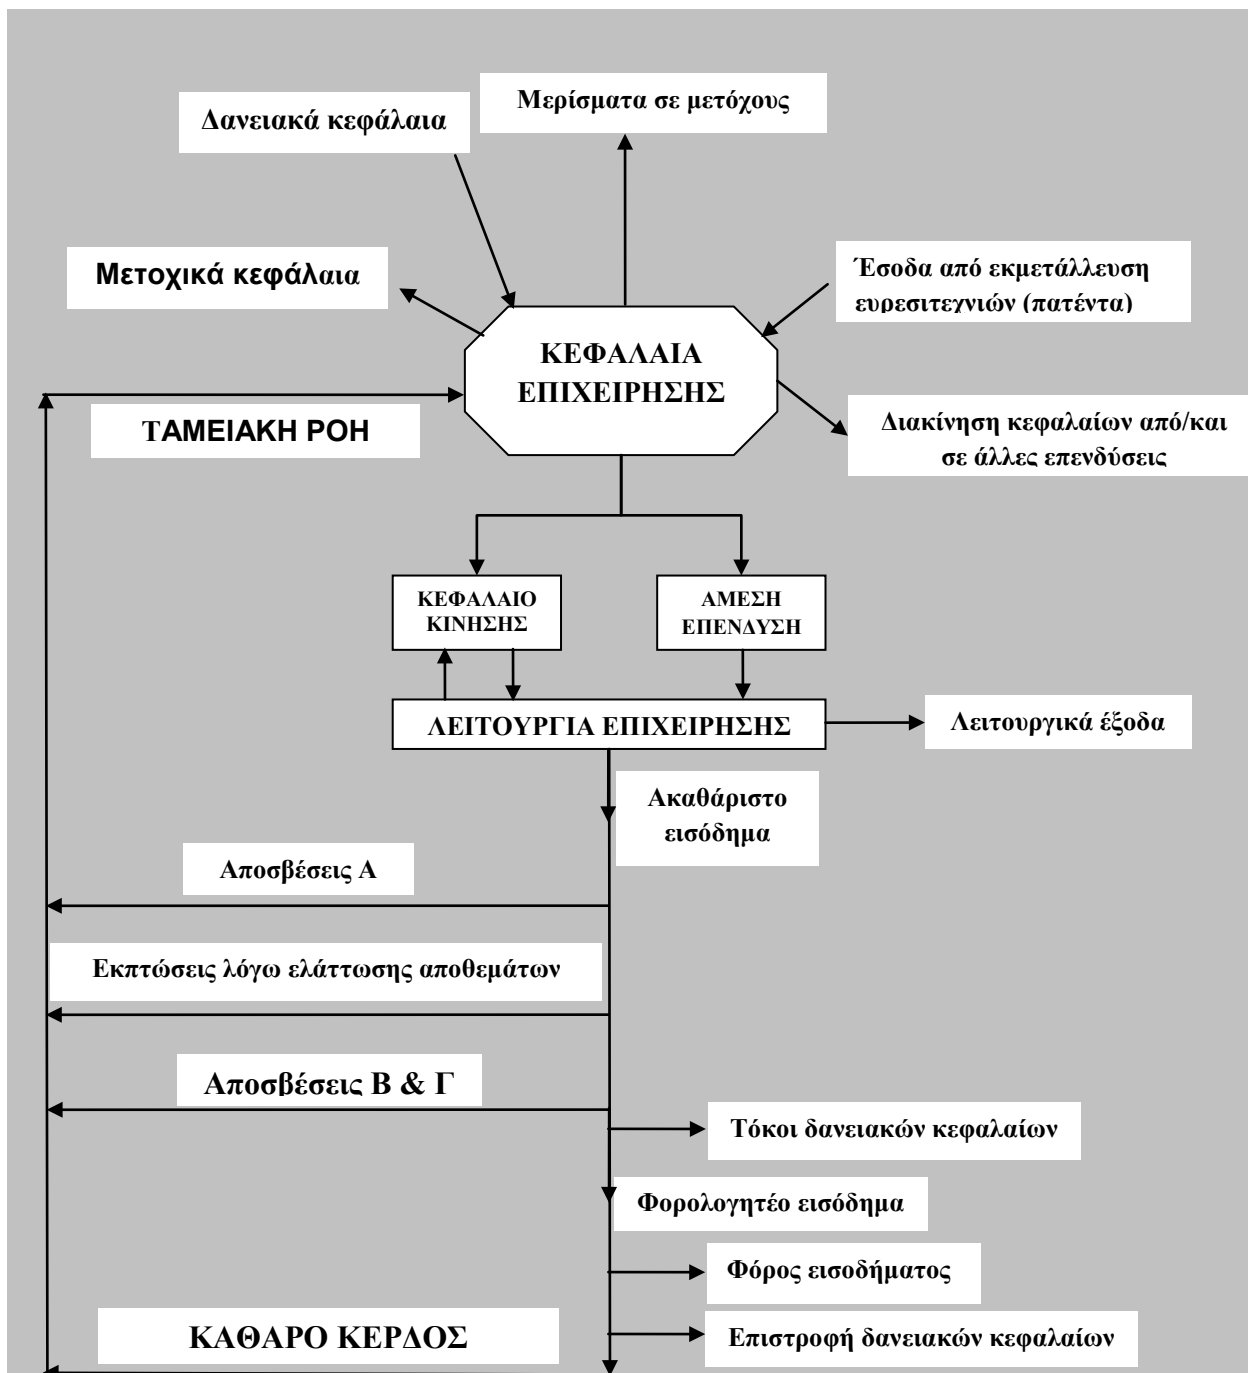 Μερίσματα σε μετόχους
Δανειακά κεφάλαια
Μετοχικά κεφάλαια
Έσοδα από εκμετάλλευση
ευρεσιτεχνιών (πατέντα)
ΚΕΦΑΛΑΙΑ
ΕΠΙΧΕΙΡΗΣΗΣ
ΤΑΜΕΙΑΚΗ ΡΟΗ
Διακίνηση κεφαλαίων από/και
σε άλλες επενδύσεις
ΚΕΦΑΛΑΙΟ
ΚΙΝΗΣΗΣ
ΑΜΕΣΗ
ΕΠΕΝΔΥΣΗ
ΛΕΙΤΟΥΡΓΙΑ ΕΠΙΧΕΙΡΗΣΗΣ
Λειτουργικά έξοδα
Ακαθάριστο
εισόδημα
Αποσβέσεις Α
Εκπτώσεις λόγω ελάττωσης αποθεμάτων
Αποσβέσεις Β & Γ
Τόκοι δανειακών κεφαλαίων
Φορολογητέο εισόδημα
Φόρος εισοδήματος
ΚΑΘΑΡΟ ΚΕΡΔΟΣ
Επιστροφή δανειακών κεφαλαίων